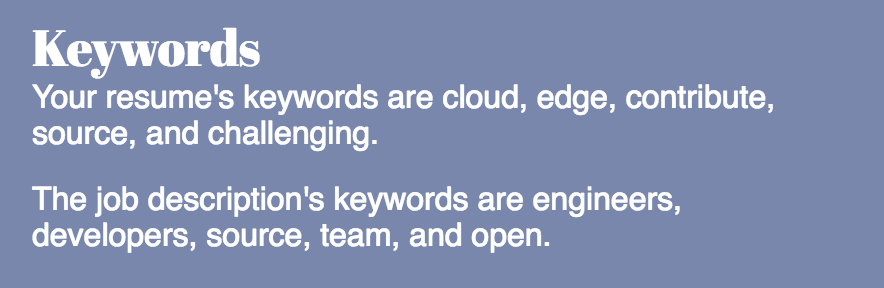 Keywords
Your resume's keywords are cloud, edge, contribute,
source, and challenging.
The job description's keywords are engineers,
developers, source, team, and open.